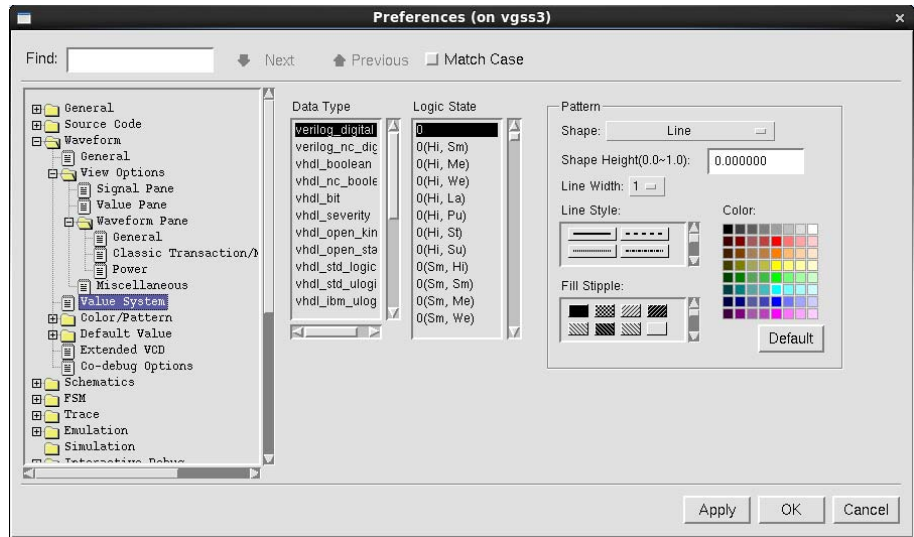 Preferences (on vgss3)
Find:
Next
Previous
Match Case
General
Source Code
Waveform
General
View Options
Signal Pane
Value Pane
Waveform Pane
General
Classic Transaction/
Power
Miscellaneous
Value System
Color/Pattern
Default Value
Extended VCD
Co-debug Options
Schematics
FSM
Trace
Emulation
Simulation
Data Type
verilog_digital
verilog_nc_dig
vhdl_boolean
vhdl_nc_boole
vhdl_bit
vhdl_severity
vhdl_open_kin
vhdl_open_sta
vhdl_std_logic
vhdl_std_ulogi
vhdl_ibm_ulog
Logic State
0
0(Hi, Sm)
0(Hi, Me)
0(Hi, We)
0(Hi, La)
0(Hi, Pu)
0(Hi, St)
0(Hi, Su)
0(Sm, Hi)
0(Sm, Sm)
0(Sm, Me)
0(Sm, We)
Pattern
Shape: Line
Shape Height(0.0~1.0): 0.000000
Line Width: 1
Line Style:
Fill Stipple:
Color:
Default
Apply
OK
Cancel